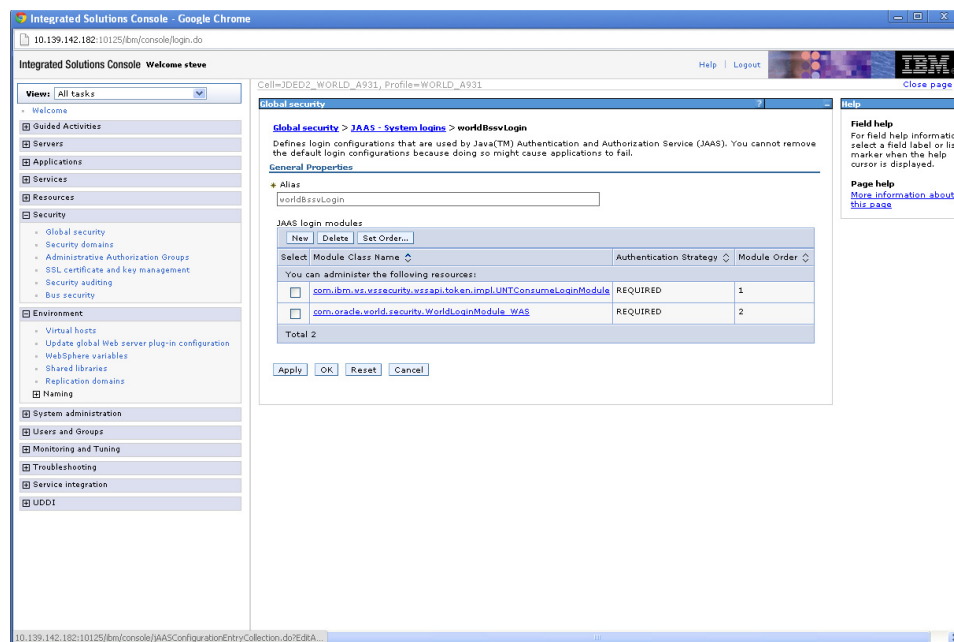 Integrated Solutions Console - Google Chrome
10.139.142.182:10125/ibm/console/login.do
Integrated Solutions Console Welcome steve
Help | Logout
IBM
View: All tasks
Welcome
Guided Activities
Servers
Applications
Services
Resources
Security
Global security
Security domains
Administrative Authorization Groups
SSL certificate and key management
Security auditing
Bus security
Environment
Virtual hosts
Update global Web server plug-in configuration
WebSphere variables
Shared libraries
Replication domains
Naming
System administration
Users and Groups
Monitoring and Tuning
Troubleshooting
Service integration
UDDI
Cell=JDED2_WORLD_A931, Profile=WORLD_A931
Close page
Global security
? -
Global security > JAAS - System logins > worldBssvLogin
Defines login configurations that are used by Java(TM) Authentication and Authorization Service (JAAS). You cannot remove
the default login configurations because doing so might cause applications to fail.
General Properties
* Alias
worldBssvLogin
JAAS login modules
New Delete Set Order...
Select Module Class Name Authentication Strategy Module Order
You can administer the following resources:
com.ibm.ws.wssecurity.wssapi.token.impl.UNTConsumeLoginModule REQUIRED 1
com.oracle.world.security.WorldLoginModule_WAS REQUIRED 2
Total 2
Apply OK Reset Cancel
Help
Field help
For field help informatio
select a field label or lis
marker when the help
cursor is displayed.
Page help
More information about
this page
10.139.142.182:10125/ibm/console/jAASConfigurationEntryCollection.do?EditA...